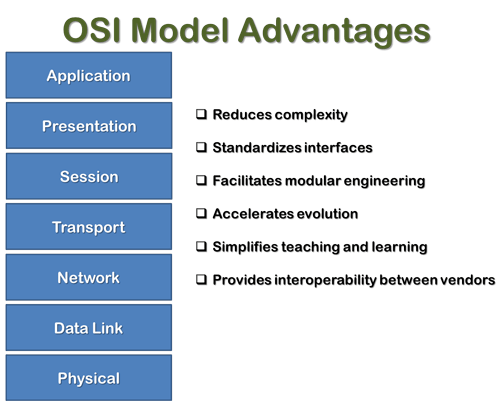 OSI Model Advantages
Application
Presentation
Session
Transport
Network
Data Link
Physical
Reduces complexity
Standardizes interfaces
Facilitates modular engineering
Accelerates evolution
Simplifies teaching and learning
Provides interoperability between vendors